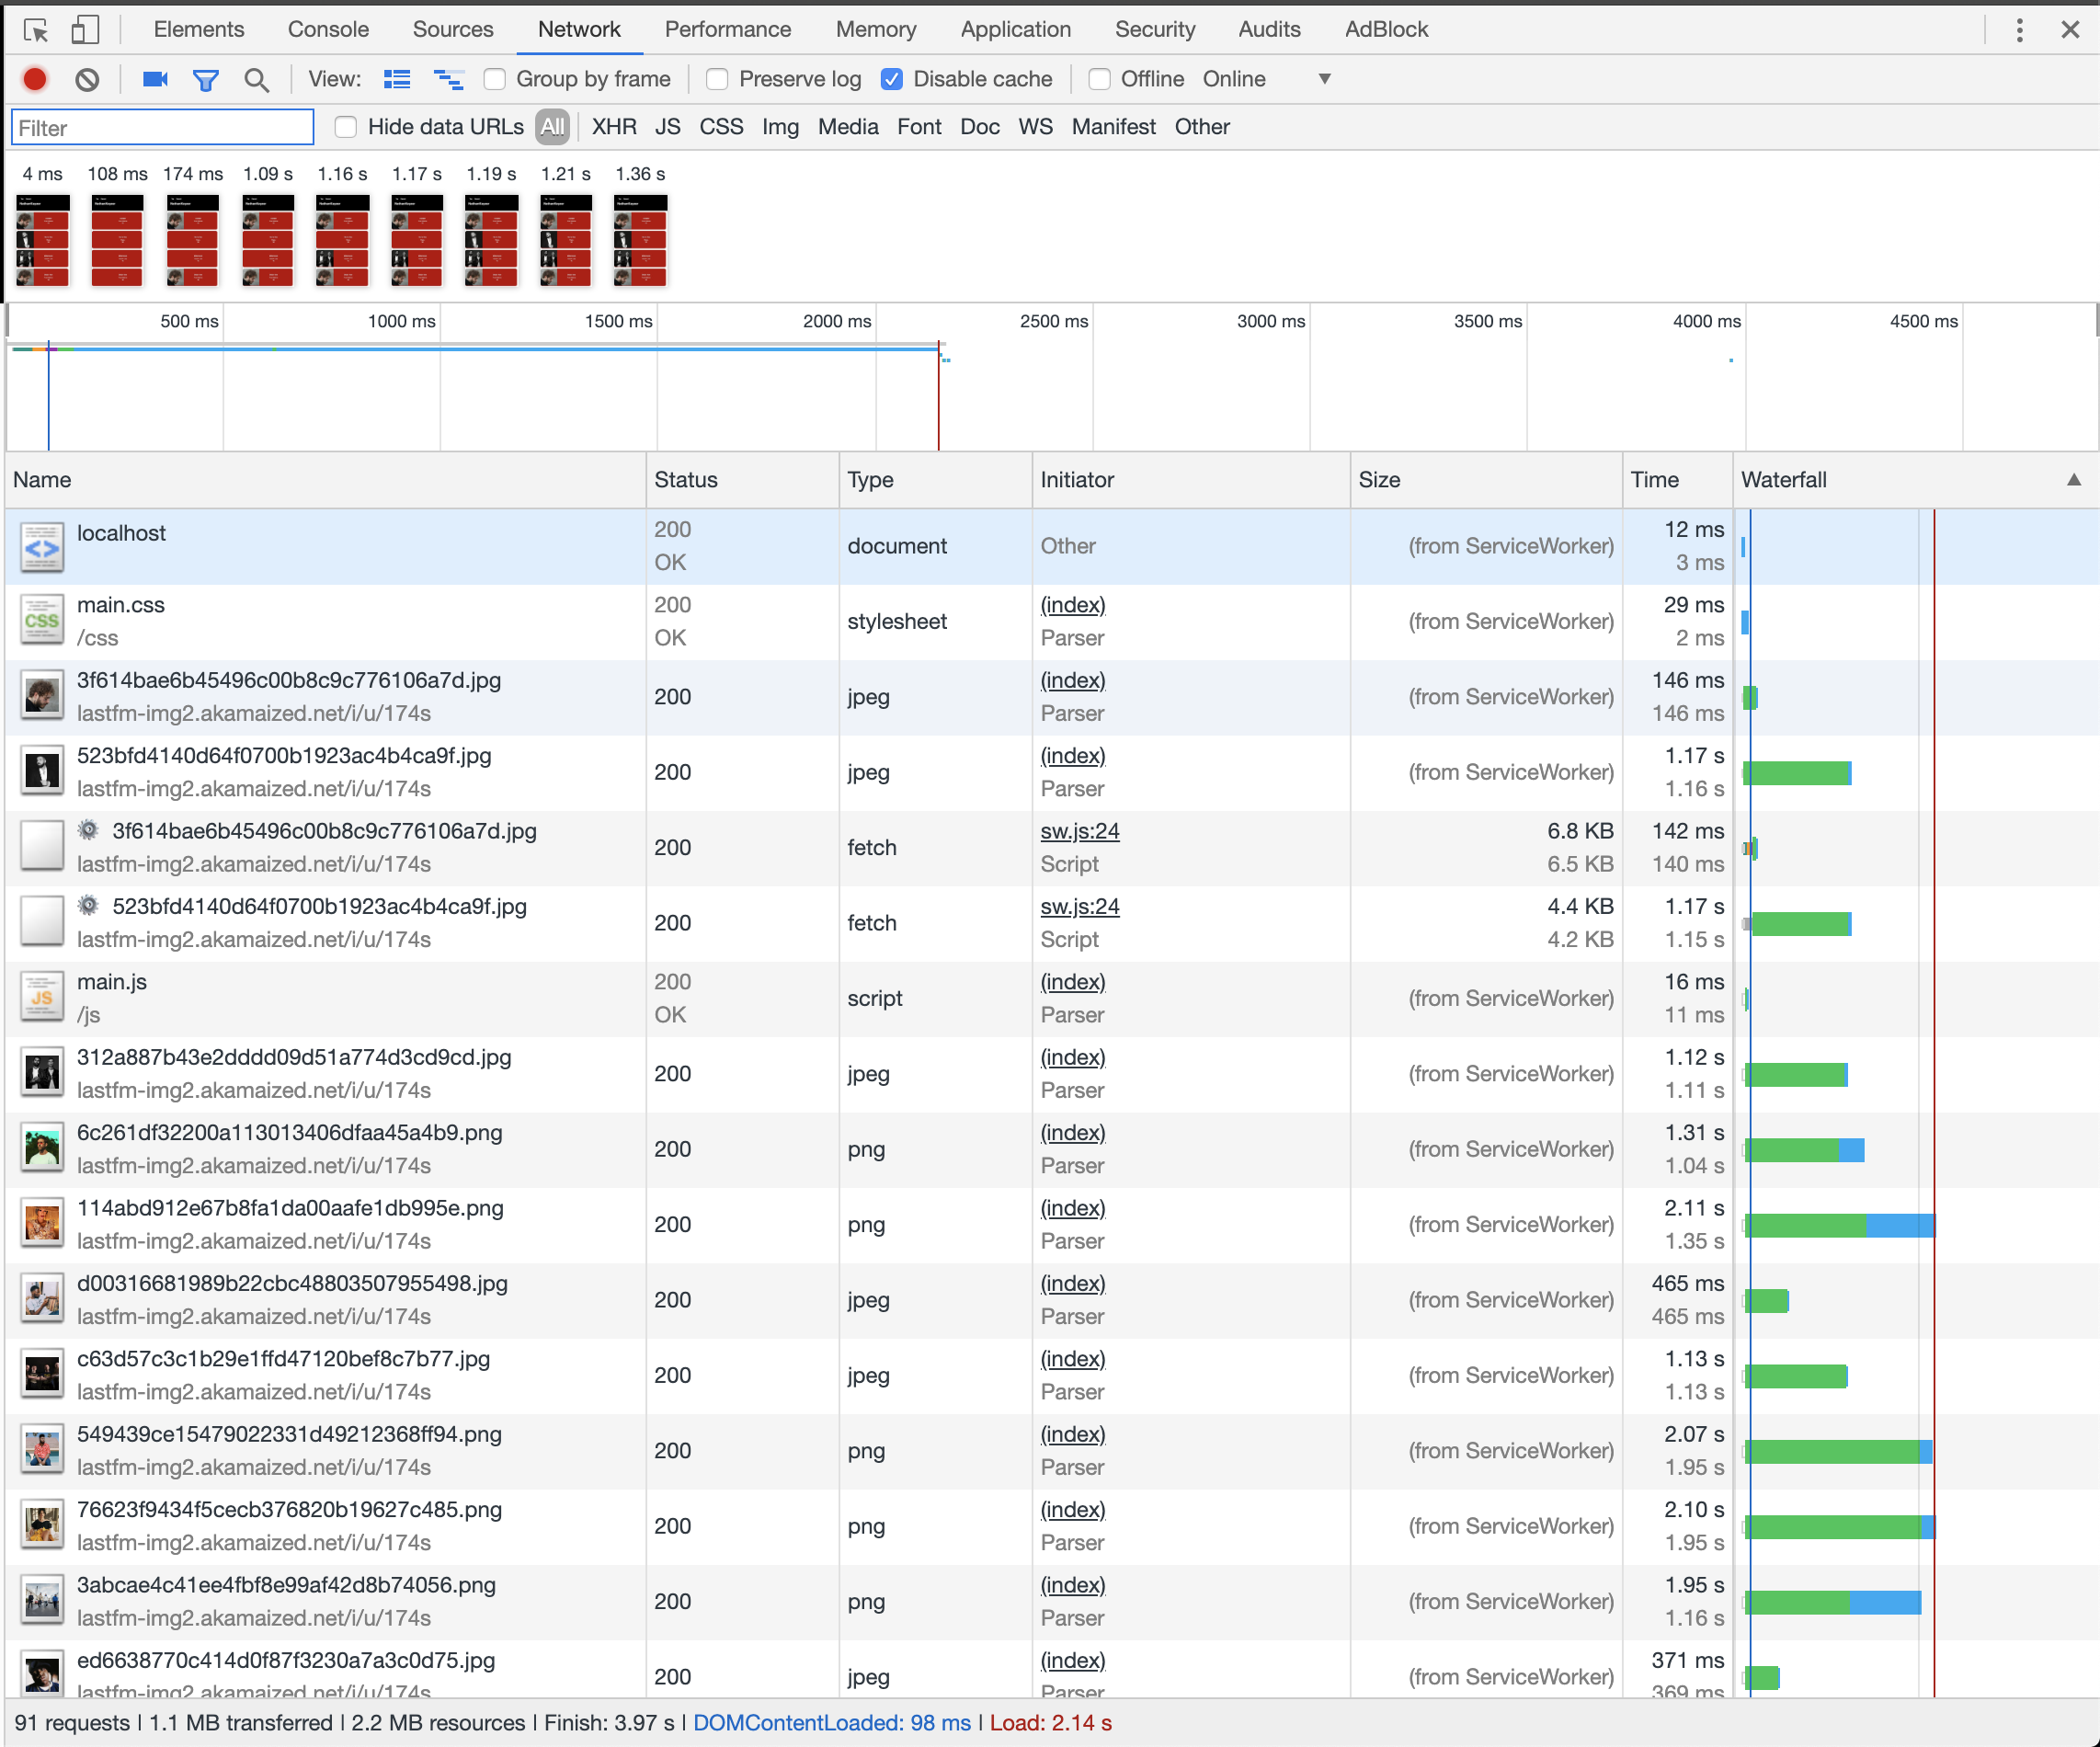 Elements Console Sources Network Performance Memory Application Security Audits AdBlock
View: Group by frame Preserve log Disable cache Offline Online
Filter Hide data URLs All XHR JS CSS Img Media Font Doc WS Manifest Other
4 ms 108 ms 174 ms 1.09 s 1.16 s 1.17 s 1.19 s 1.21 s 1.36 s
500 ms 1000 ms 1500 ms 2000 ms 2500 ms 3000 ms 3500 ms 4000 ms 4500 ms
Name Status Type Initiator Size Time Waterfall
localhost 200 OK document Other (from ServiceWorker) 12 ms 3 ms
main.css 200 (index) 29 ms
/css OK stylesheet Parser (from ServiceWorker) 2 ms
3f614bae6b45496c00b8c9c776106a7d.jpg (index) 146 ms
lastfm-img2.akamaized.net/i/u/174s 200 jpeg Parser (from ServiceWorker) 146 ms
523bfd4140d64f0700b1923ac4b4ca9f.jpg (index) 1.17 s
lastfm-img2.akamaized.net/i/u/174s 200 jpeg Parser (from ServiceWorker) 1.16 s
3f614bae6b45496c00b8c9c776106a7d.jpg sw.js:24 6.8 KB 142 ms
lastfm-img2.akamaized.net/i/u/174s 200 fetch Script 6.5 KB 140 ms
523bfd4140d64f0700b1923ac4b4ca9f.jpg sw.js:24 4.4 KB 1.17 s
lastfm-img2.akamaized.net/i/u/174s 200 fetch Script 4.2 KB 1.15 s
main.js 200 (index) 16 ms
/js OK script Parser (from ServiceWorker) 11 ms
312a887b43e2dddd09d51a774d3cd9cd.jpg (index) 1.12 s
lastfm-img2.akamaized.net/i/u/174s 200 jpeg Parser (from ServiceWorker) 1.11 s
6c261df32200a113013406dfaa45a4b9.png (index) 1.31 s
lastfm-img2.akamaized.net/i/u/174s 200 png Parser (from ServiceWorker) 1.04 s
114abd912e67b8fa1da00aafe1db995e.png (index) 2.11 s
lastfm-img2.akamaized.net/i/u/174s 200 png Parser (from ServiceWorker) 1.35 s
d00316681989b22cbc48803507955498.jpg (index) 465 ms
lastfm-img2.akamaized.net/i/u/174s 200 jpeg Parser (from ServiceWorker) 465 ms
c63d57c3c1b29e1ffd47120bef8c7b77.jpg (index) 1.13 s
lastfm-img2.akamaized.net/i/u/174s 200 jpeg Parser (from ServiceWorker) 1.13 s
549439ce15479022331d49212368ff94.png (index) 2.07 s
lastfm-img2.akamaized.net/i/u/174s 200 png Parser (from ServiceWorker) 1.95 s
76623f9434f5cecb376820b19627c485.png (index) 2.10 s
lastfm-img2.akamaized.net/i/u/174s 200 png Parser (from ServiceWorker) 1.95 s
3abcae4c41ee4fbf8e99af42d8b74056.png (index) 1.95 s
lastfm-img2.akamaized.net/i/u/174s 200 png Parser (from ServiceWorker) 1.16 s
ed6638770c414d0f87f3230a7a3c0d75.jpg (index) 371 ms
lastfm-img2.akamaized.net/i/u/174s 200 jpeg Parser (from ServiceWorker) 369 ms
91 requests | 1.1 MB transferred | 2.2 MB resources | Finish: 3.97 s | DOMContentLoaded: 98 ms | Load: 2.14 s